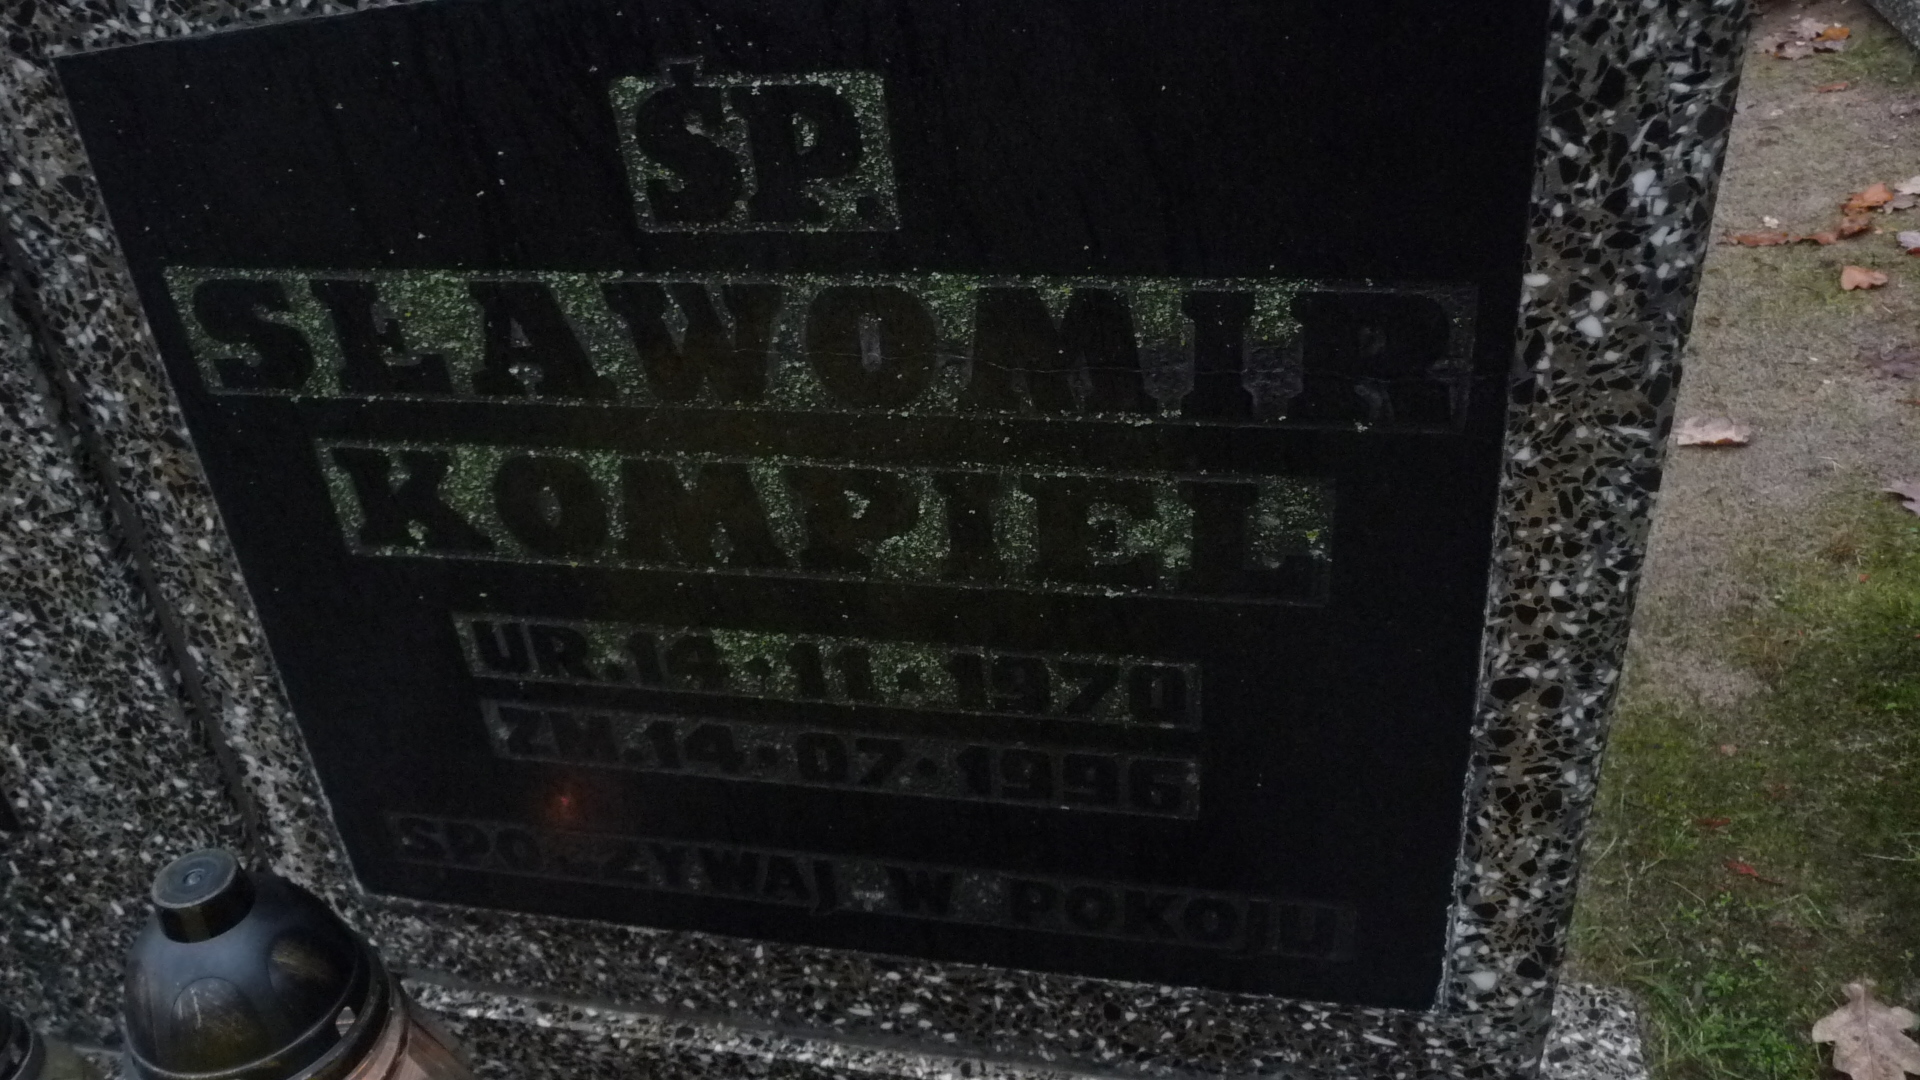 ŚP.
SŁAWOMIR
KOMPIEL
UR.14.11.1970
ZM.14.07.1996
SPOCZYWAJ W POKOJU